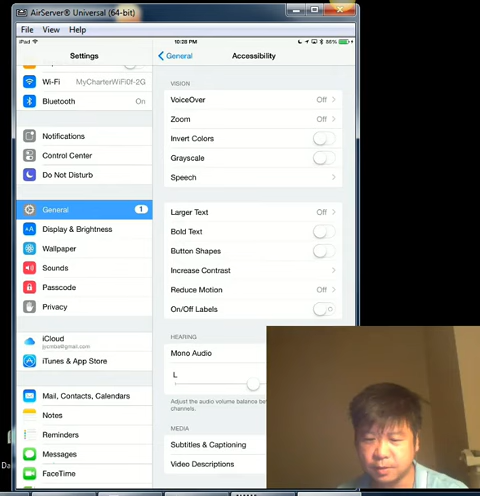 AirServer® Universal (64-bit)
File View Help
iPad 10:28 PM 86%
Settings
General Accessibility
Wi-Fi MyCharterWiFi0f-2G
Bluetooth On
Notifications
Control Center
Do Not Disturb
General 1
Display & Brightness
AA
Wallpaper
Sounds
Passcode
Privacy
iCloud
iTunes & App Store
Mail, Contacts, Calendars
Notes
Reminders
Messages
FaceTime
VISION
VoiceOver Off
Zoom Off
Invert Colors
Grayscale
Speech
Larger Text Off
Bold Text
Button Shapes
Increase Contrast
Reduce Motion Off
On/Off Labels
HEARING
Mono Audio
L
Adjust the audio volume balance be
channels.
MEDIA
Subtitles & Captioning
Video Descriptions
Da